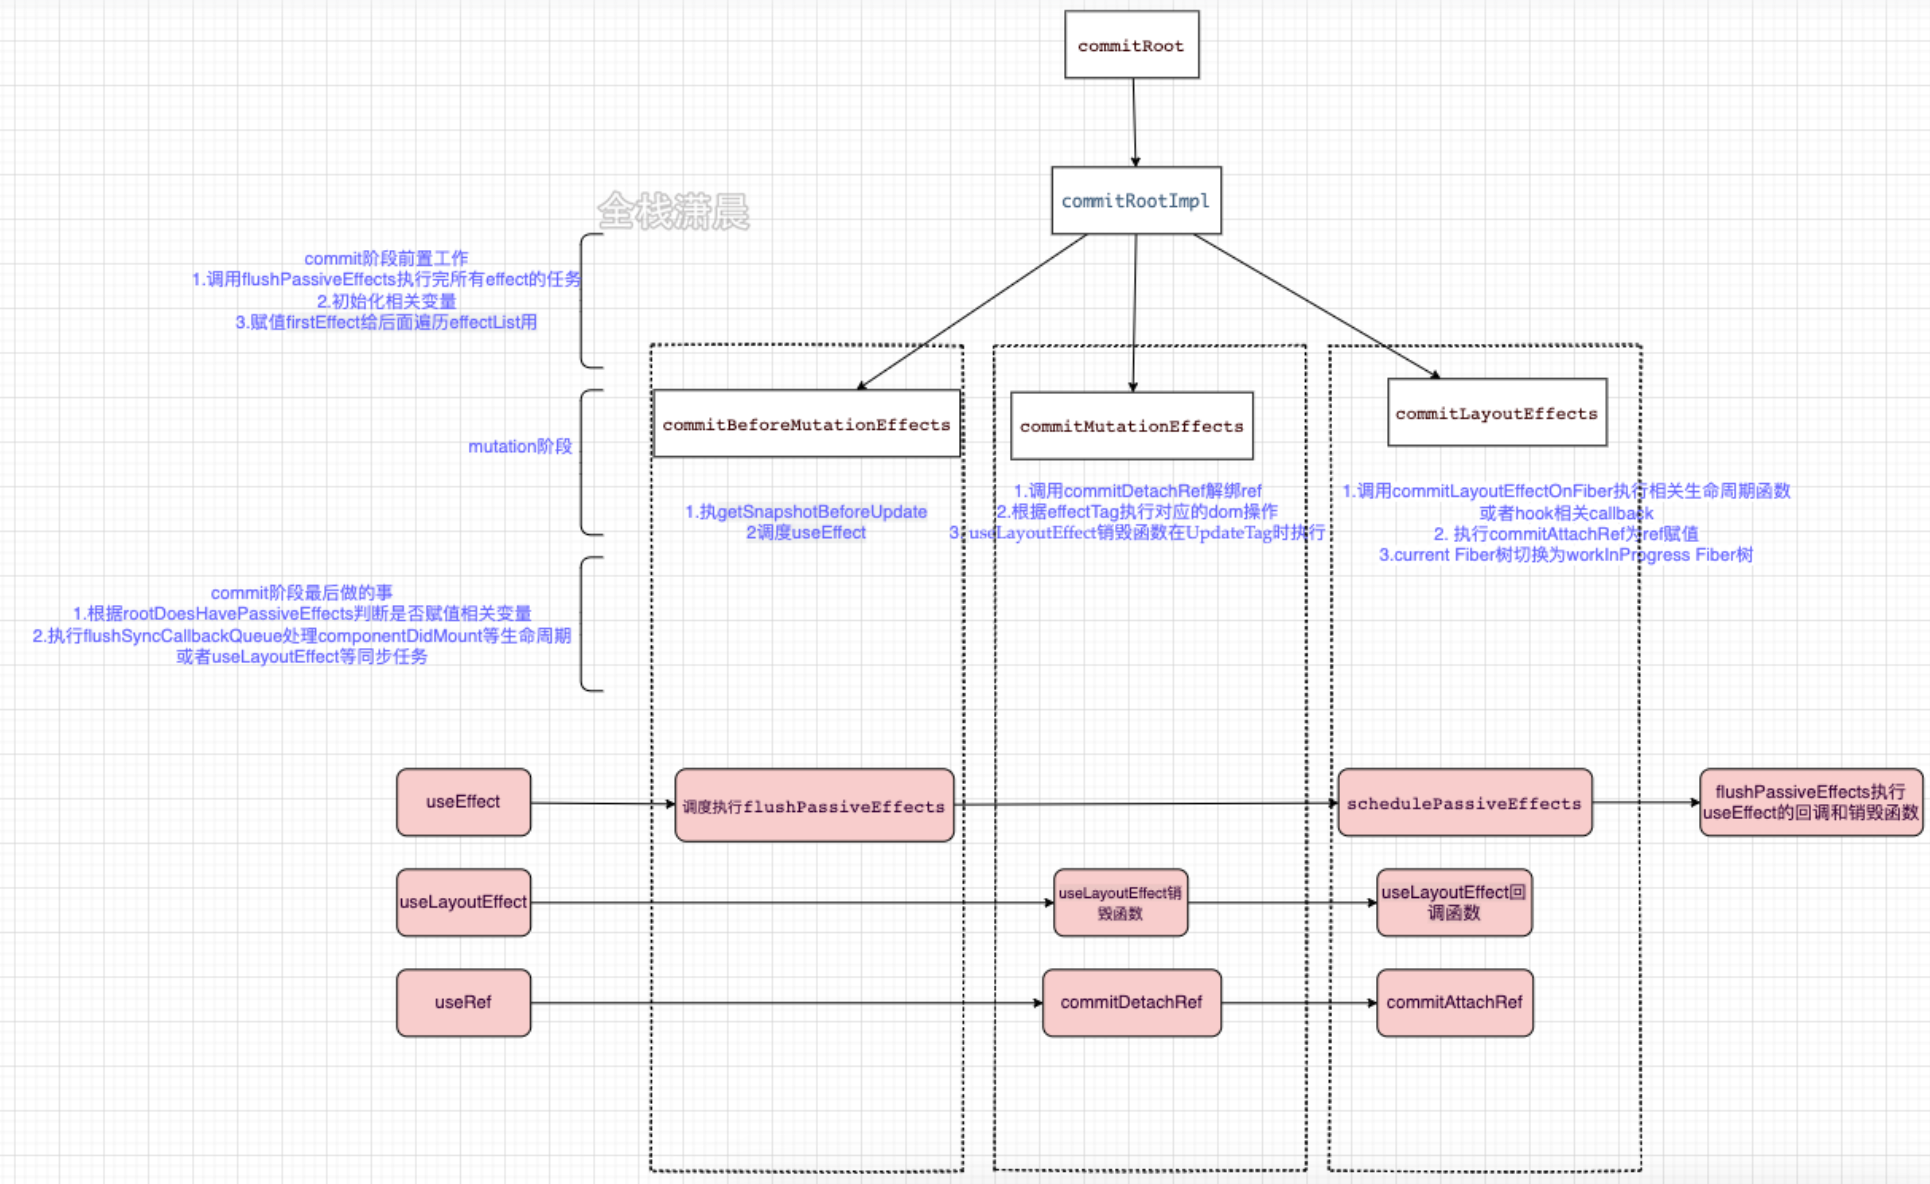 commitRoot
commitRootImpl
全栈潇晨
commit阶段前置工作
1.调用flushPassiveEffects执行完所有effect的任务
2.初始化相关变量
3.赋值firstEffect给后面遍历effectList用
mutation阶段
commit阶段最后做的事
1.根据rootDoesHavePassiveEffects判断是否赋值相关变量
2.执行flushSyncCallbackQueue处理componentDidMount等生命周期
或者useLayoutEffect等同步任务
commitBeforeMutationEffects
1.执getSnapshotBeforeUpdate
2调度useEffect
commitMutationEffects
1.调用commitDetachRef解绑ref
2.根据effectTag执行对应的dom操作
3. useLayoutEffect销毁函数在UpdateTag时执行
commitLayoutEffects
1.调用commitLayoutEffectOnFiber执行相关生命周期函数
或者hook相关callback
2. 执行commitAttachRef为ref赋值
3.current Fiber树切换为workInProgress Fiber树
useEffect
调度执行flushPassiveEffects
schedulePassiveEffects
flushPassiveEffects执行
useEffect的回调和销毁函数
useLayoutEffect
useLayoutEffect销
毁函数
useLayoutEffect回
调函数
useRef
commitDetachRef
commitAttachRef